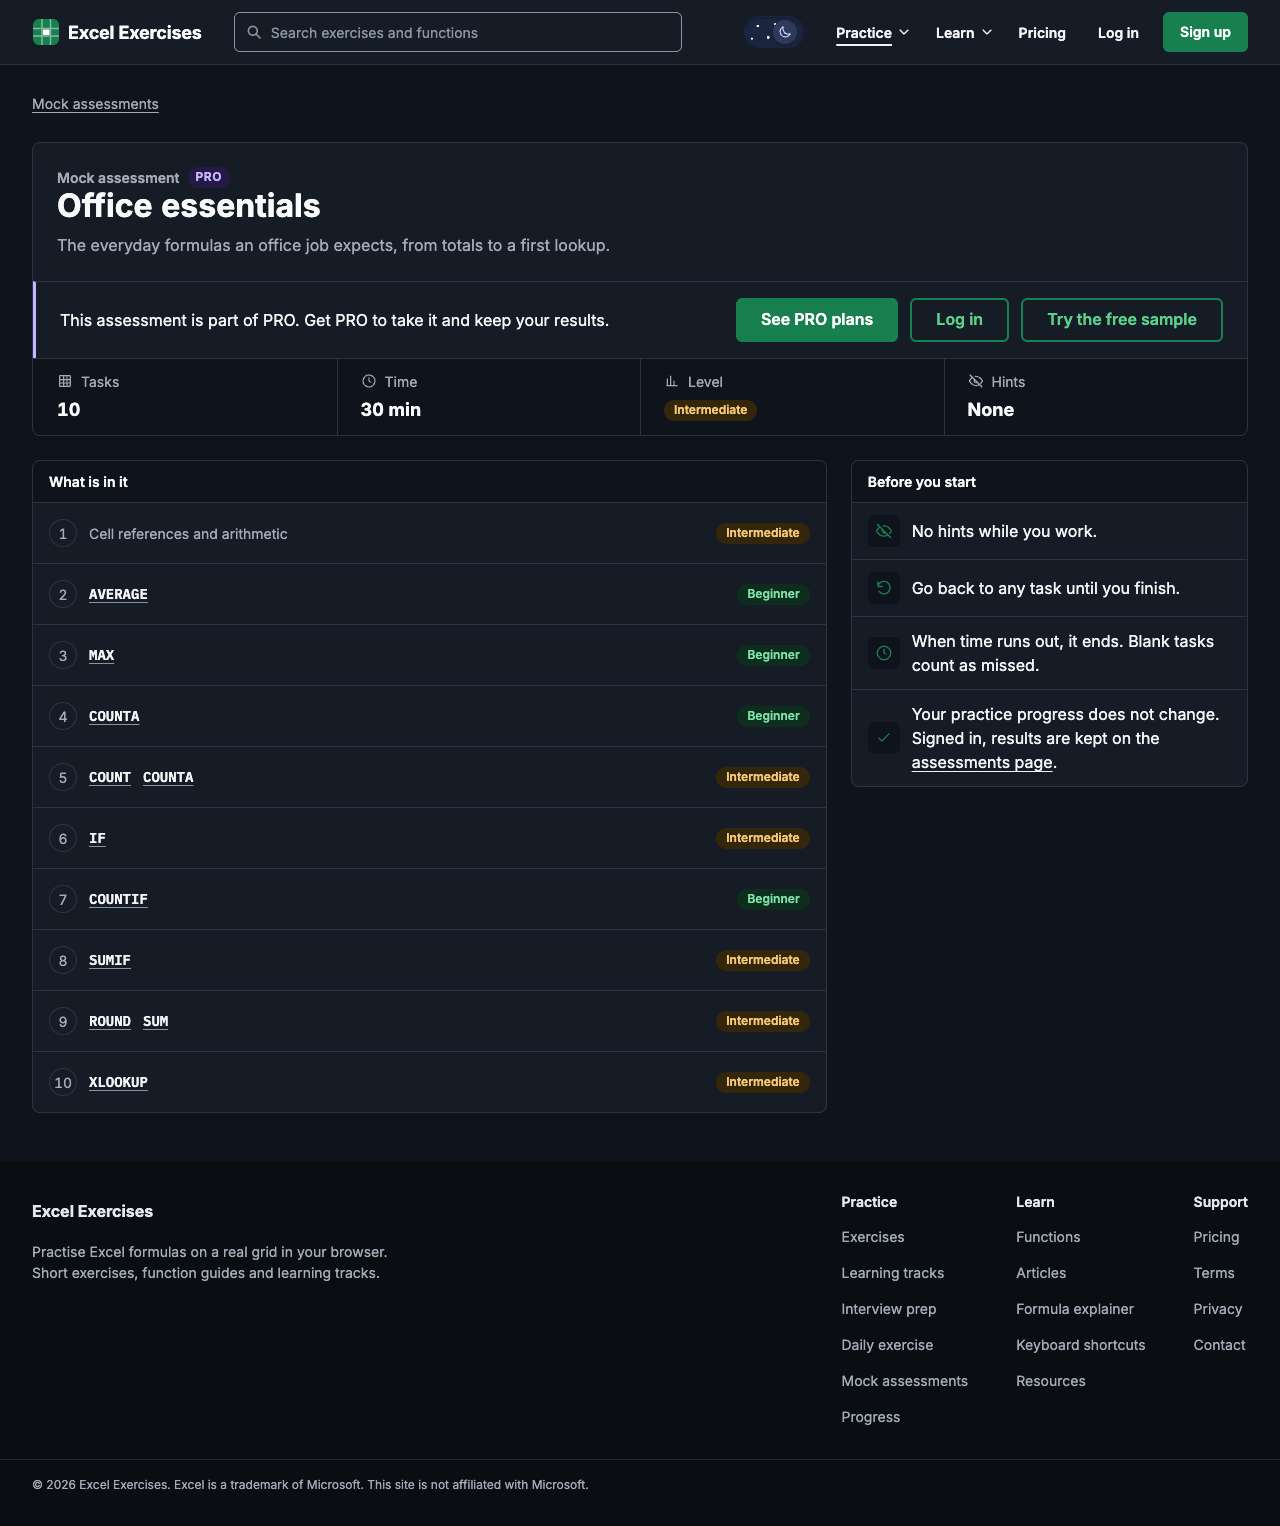 Excel Exercises
Search exercises and functions
Practice
Learn
Pricing
Log in
Sign up
Mock assessments
Mock assessment PRO
Office essentials
The everyday formulas an office job expects, from totals to a first lookup.
This assessment is part of PRO. Get PRO to take it and keep your results.
See PRO plans
Log in
Try the free sample
Tasks
10
Time
30 min
Level
Intermediate
Hints
None
What is in it
1 Cell references and arithmetic Intermediate
2 AVERAGE Beginner
3 MAX Beginner
4 COUNTA Beginner
5 COUNT COUNTA Intermediate
6 IF Intermediate
7 COUNTIF Beginner
8 SUMIF Intermediate
9 ROUND SUM Intermediate
10 XLOOKUP Intermediate
Before you start
No hints while you work.
Go back to any task until you finish.
When time runs out, it ends. Blank tasks
count as missed.
Your practice progress does not change.
Signed in, results are kept on the
assessments page.
Excel Exercises
Practise Excel formulas on a real grid in your browser.
Short exercises, function guides and learning tracks.
Practice
Exercises
Learning tracks
Interview prep
Daily exercise
Mock assessments
Progress
Learn
Functions
Articles
Formula explainer
Keyboard shortcuts
Resources
Support
Pricing
Terms
Privacy
Contact
© 2026 Excel Exercises. Excel is a trademark of Microsoft. This site is not affiliated with Microsoft.